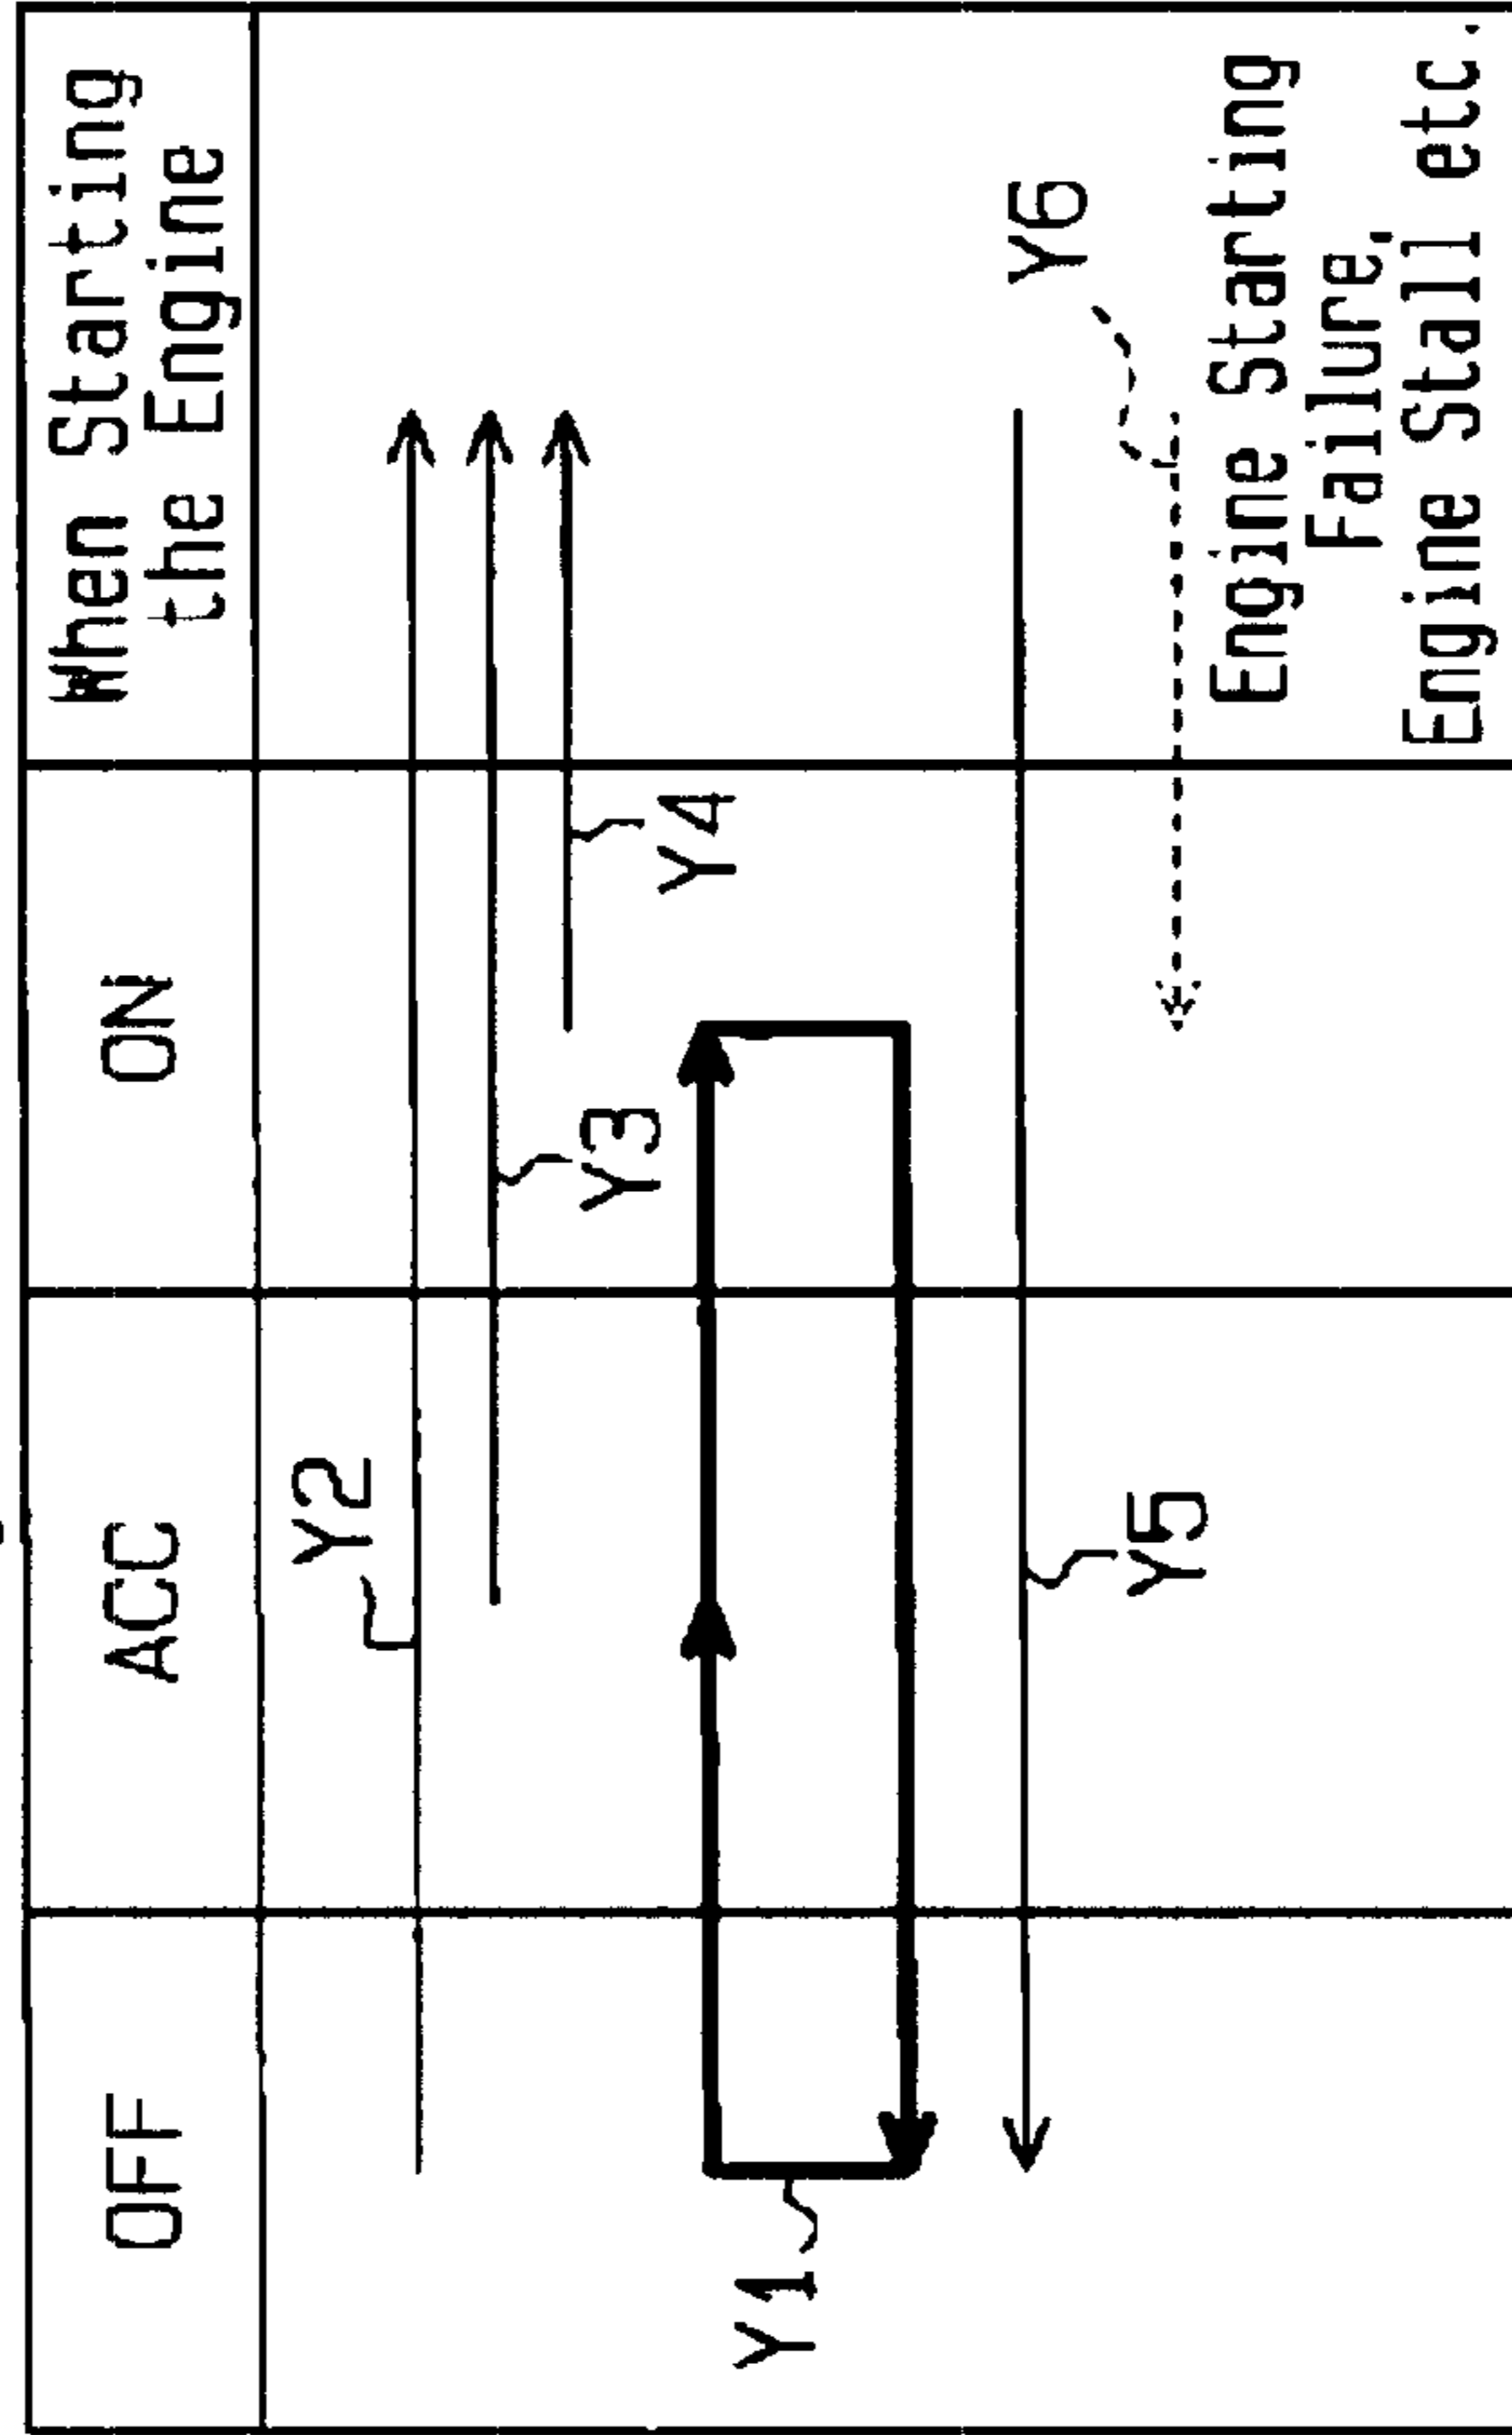 OFF
ACC
ON
When Starting
the Engine
Y2
Y3
Y4
Y1
Y6
Y5
Engine Starting
Failure,
Engine Stall etc.